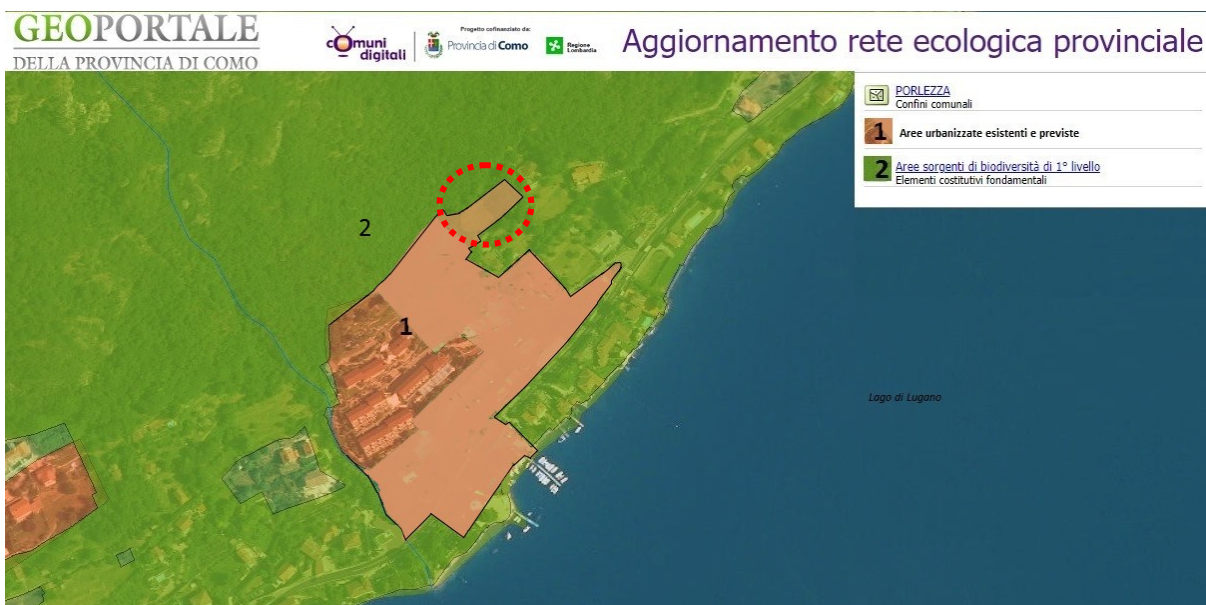 GEOPORTALE
DELLA PROVINCIA DI COMO
comuni
digitali
Progetto cofinanziato da:
Provincia di Como
Regione
Lombardia
Aggiornamento rete ecologica provinciale
PORLEZZA
Confini comunali
1 Aree urbanizzate esistenti e previste
2 Aree sorgenti di biodiversità di 1° livello
Elementi costitutivi fondamentali
2
1
Lago di Lugano